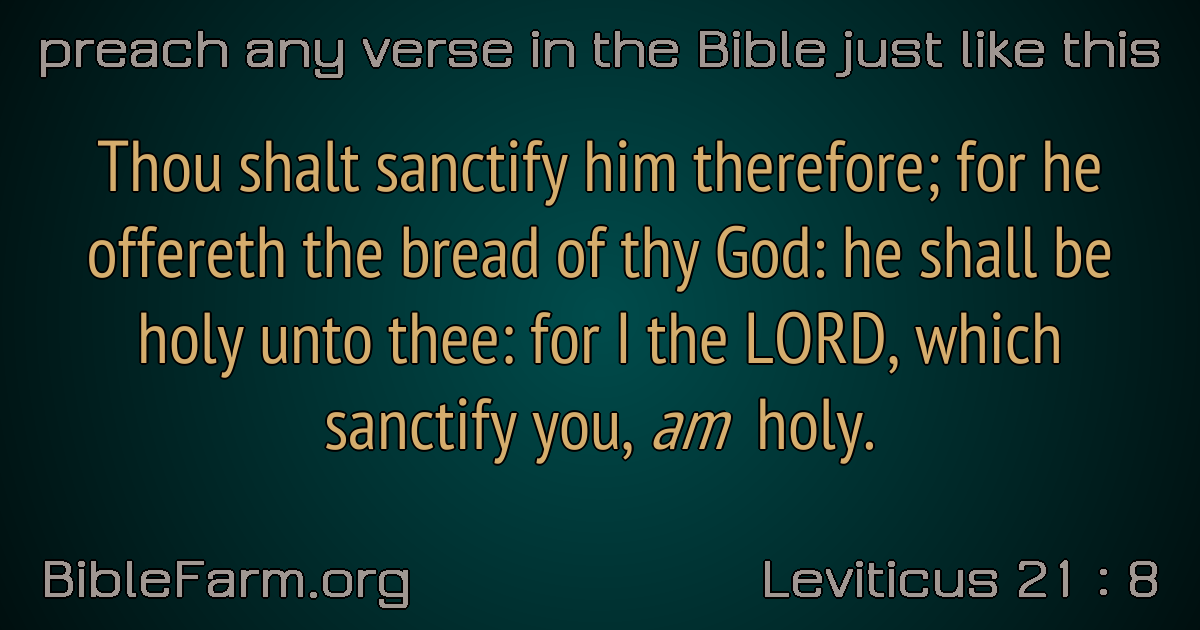 preach any verse in the Bible just like this
Thou shalt sanctify him therefore; for he
offereth the bread of thy God: he shall be
holy unto thee: for I the LORD, which
sanctify you, am holy.
BibleFarm.org
Leviticus 21 : 8